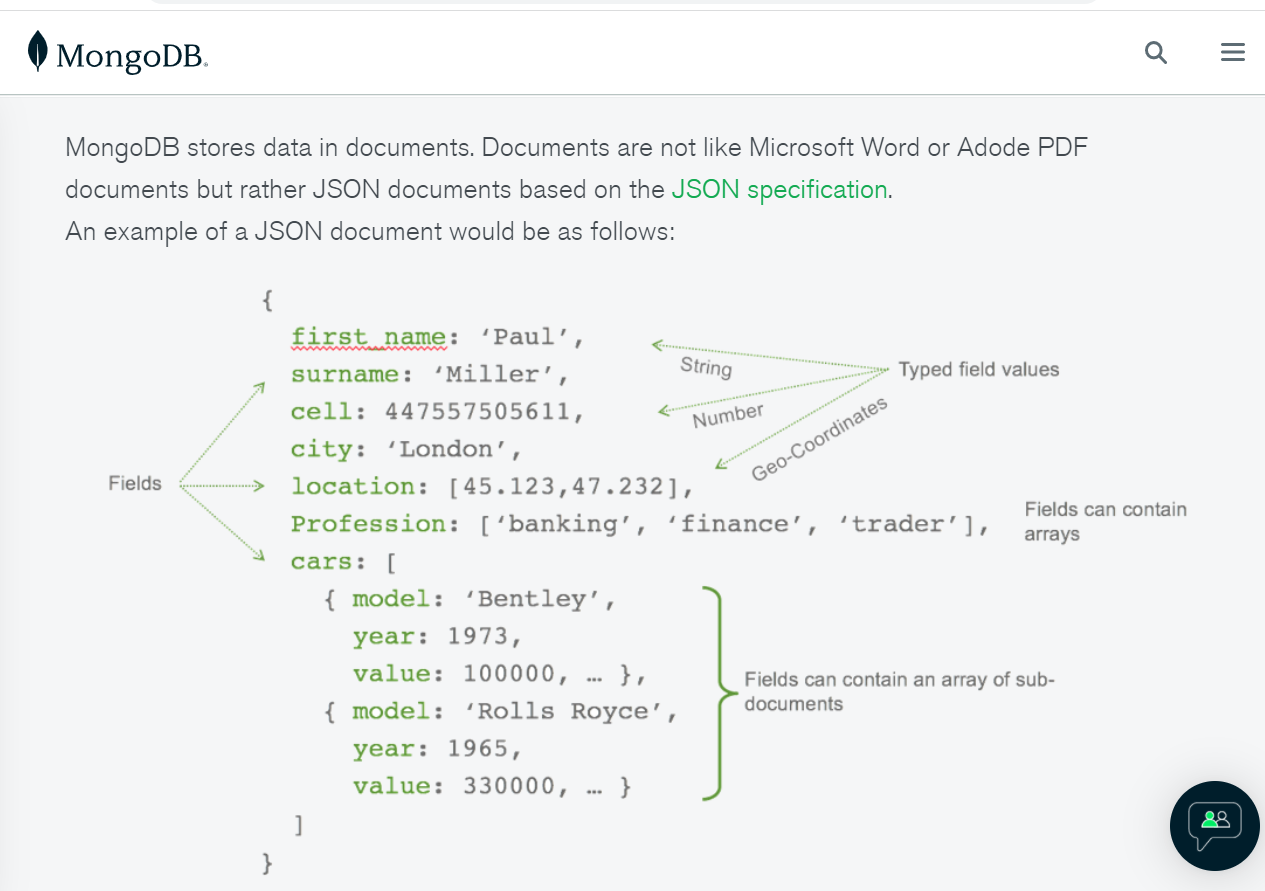 MongoDB®
MongoDB stores data in documents. Documents are not like Microsoft Word or Adode PDF
documents but rather JSON documents based on the JSON specification.
An example of a JSON document would be as follows:
{
first_name: ‘Paul’,
surname: ‘Miller’,
cell: 447557505611,
city: ‘London’,
location: [45.123,47.232],
Profession: [‘banking’, ‘finance’, ‘trader’],
cars: [
{ model: ‘Bentley’,
year: 1973,
value: 100000, … },
{ model: ‘Rolls Royce’,
year: 1965,
value: 330000, … }
]
}
Fields
String
Number
Geo-Coordinates
Typed field values
Fields can contain
arrays
Fields can contain an array of sub-
documents